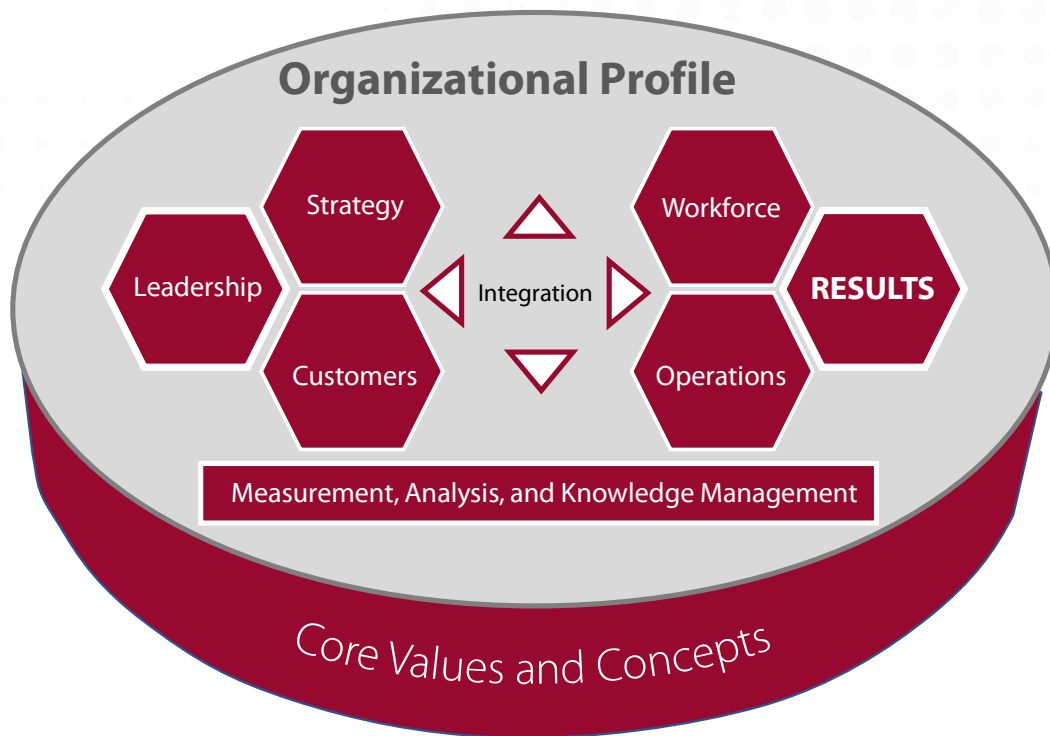 Organizational Profile
Strategy
Workforce
Leadership
Integration
RESULTS
Customers
Operations
Measurement, Analysis, and Knowledge Management
Core Values and Concepts